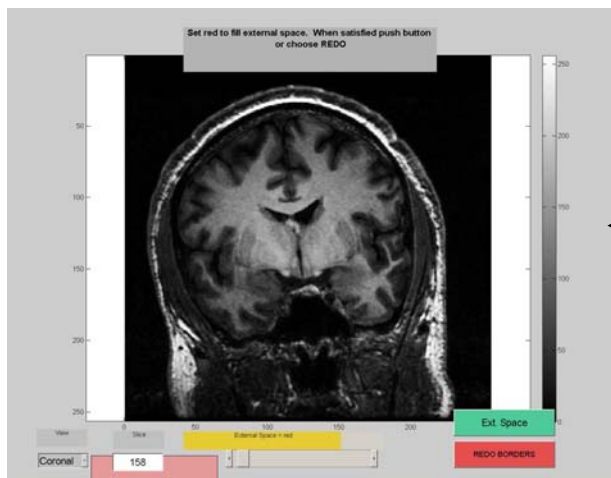 Set red to fill external space. When satisfied push button
or choose REDO
50
100
150
200
250
0
50
100
150
200
250
200
150
100
50
0
View
Slice
External Space = red
Ext. Space
Coronal
158
REDO BORDERS